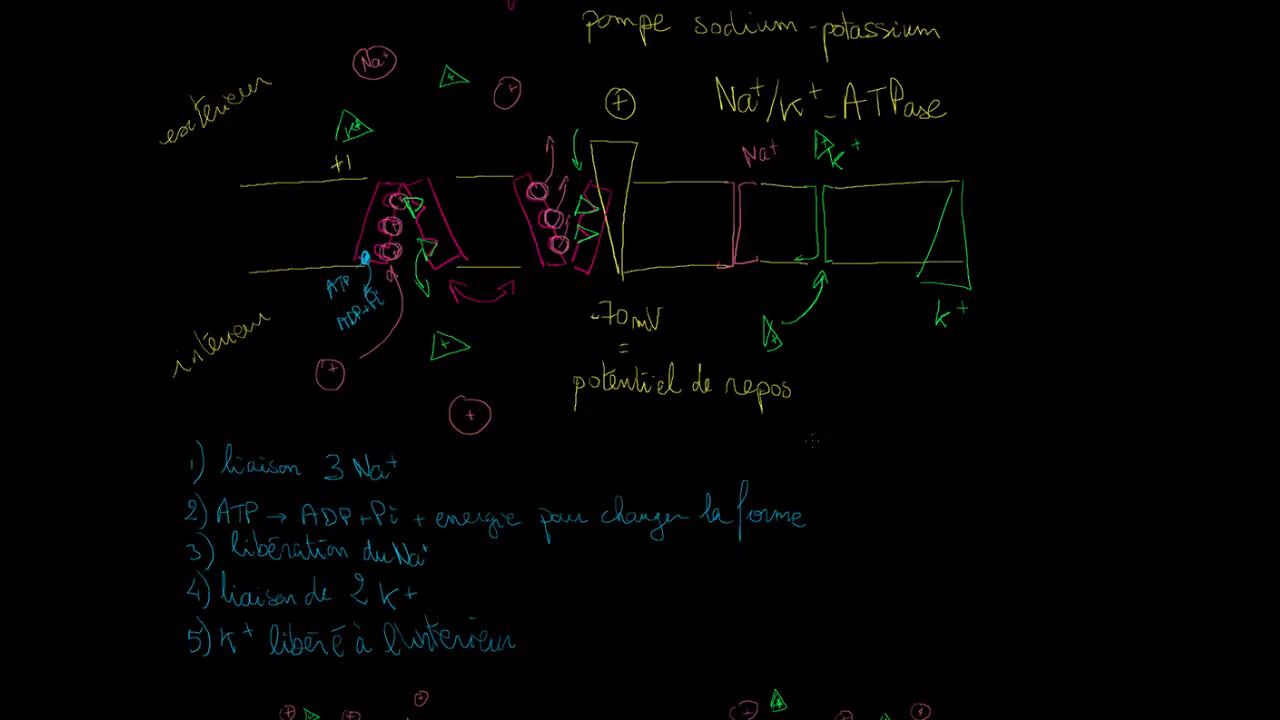 pompe sodium-potassium
Na+/K+-ATPase
extérieur
Na+
+
+
K+
+
+1
Na+
+
K+
ATP
ADP+Pi
intérieur
+
+
+
-70mV
=
potentiel de repos
+
K+
1) liaison 3 Na+
2) ATP → ADP+Pi + energie pour changer la forme
3) libération du Na+
4) liaison de 2 K+
5) K+ libéré à l'interieur